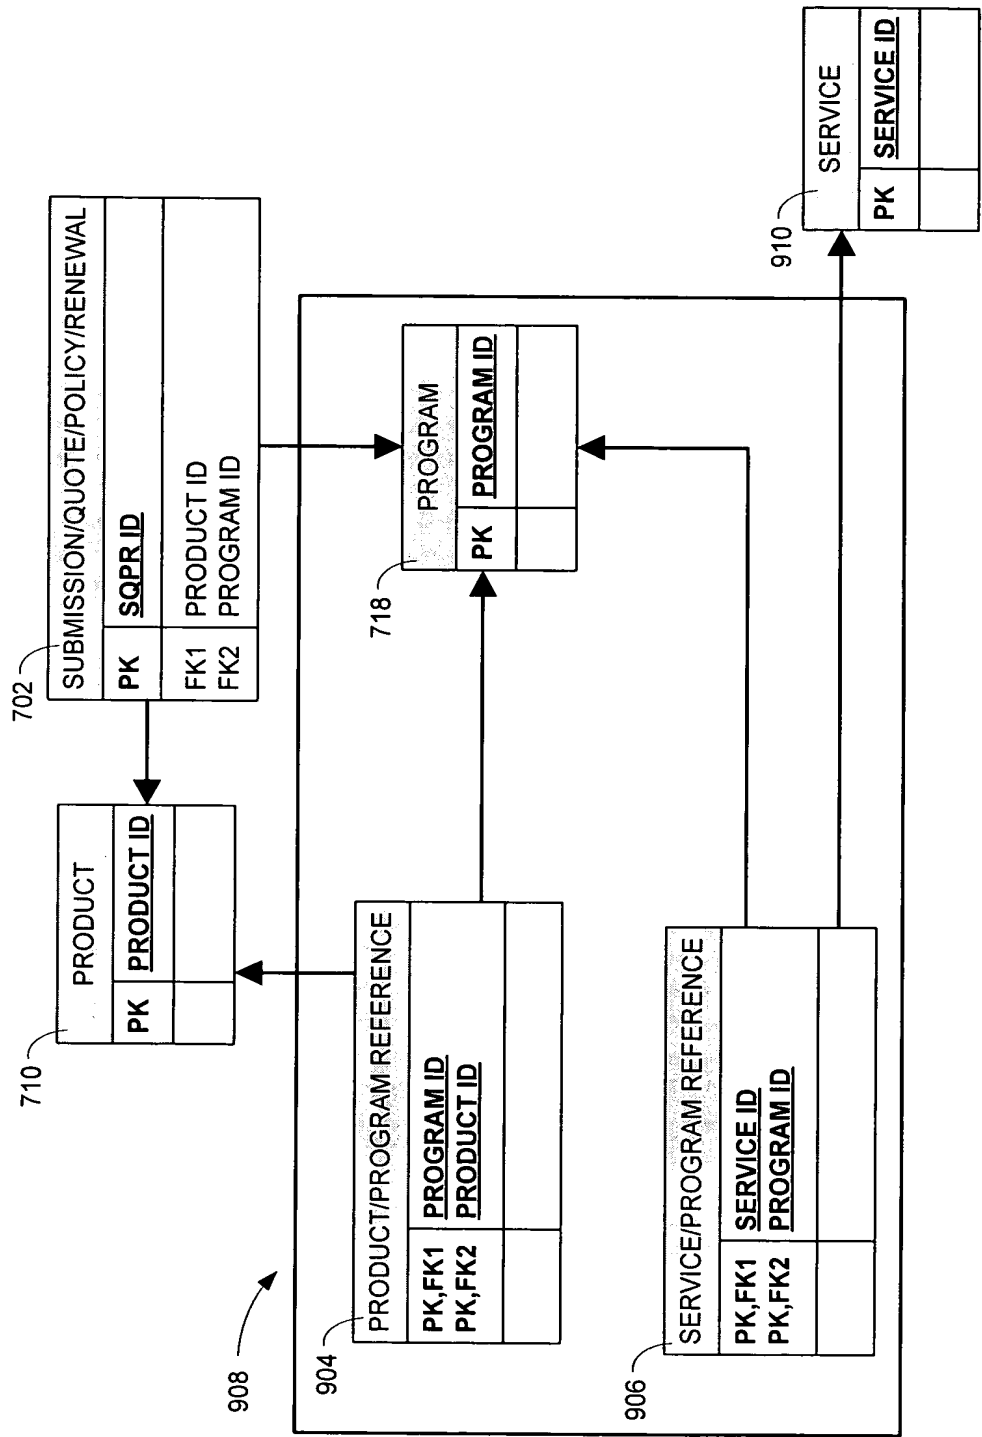 702
SUBMISSION/QUOTE/POLICY/RENEWAL
PK SQPR ID
FK1 PRODUCT ID
FK2 PROGRAM ID
710
PRODUCT
PK PRODUCT ID
908
904
PRODUCT/PROGRAM REFERENCE
PK,FK1 PROGRAM ID
PK,FK2 PRODUCT ID
718
PROGRAM
PK PROGRAM ID
906
SERVICE/PROGRAM REFERENCE
PK,FK1 SERVICE ID
PK,FK2 PROGRAM ID
910
SERVICE
PK SERVICE ID